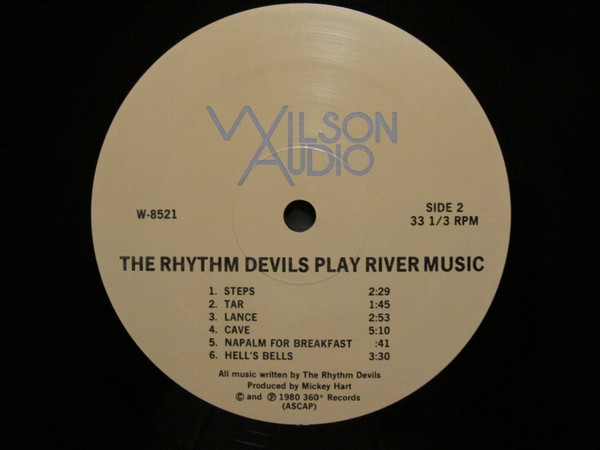 WILSON
AUDIO
W-8521
SIDE 2
33 1/3 RPM
THE RHYTHM DEVILS PLAY RIVER MUSIC
1. STEPS 2:29
2. TAR 1:45
3. LANCE 2:53
4. CAVE 5:10
5. NAPALM FOR BREAKFAST :41
6. HELL'S BELLS 3:30
All music written by The Rhythm Devils
Produced by Mickey Hart
© and ℗ 1980 360° Records
(ASCAP)